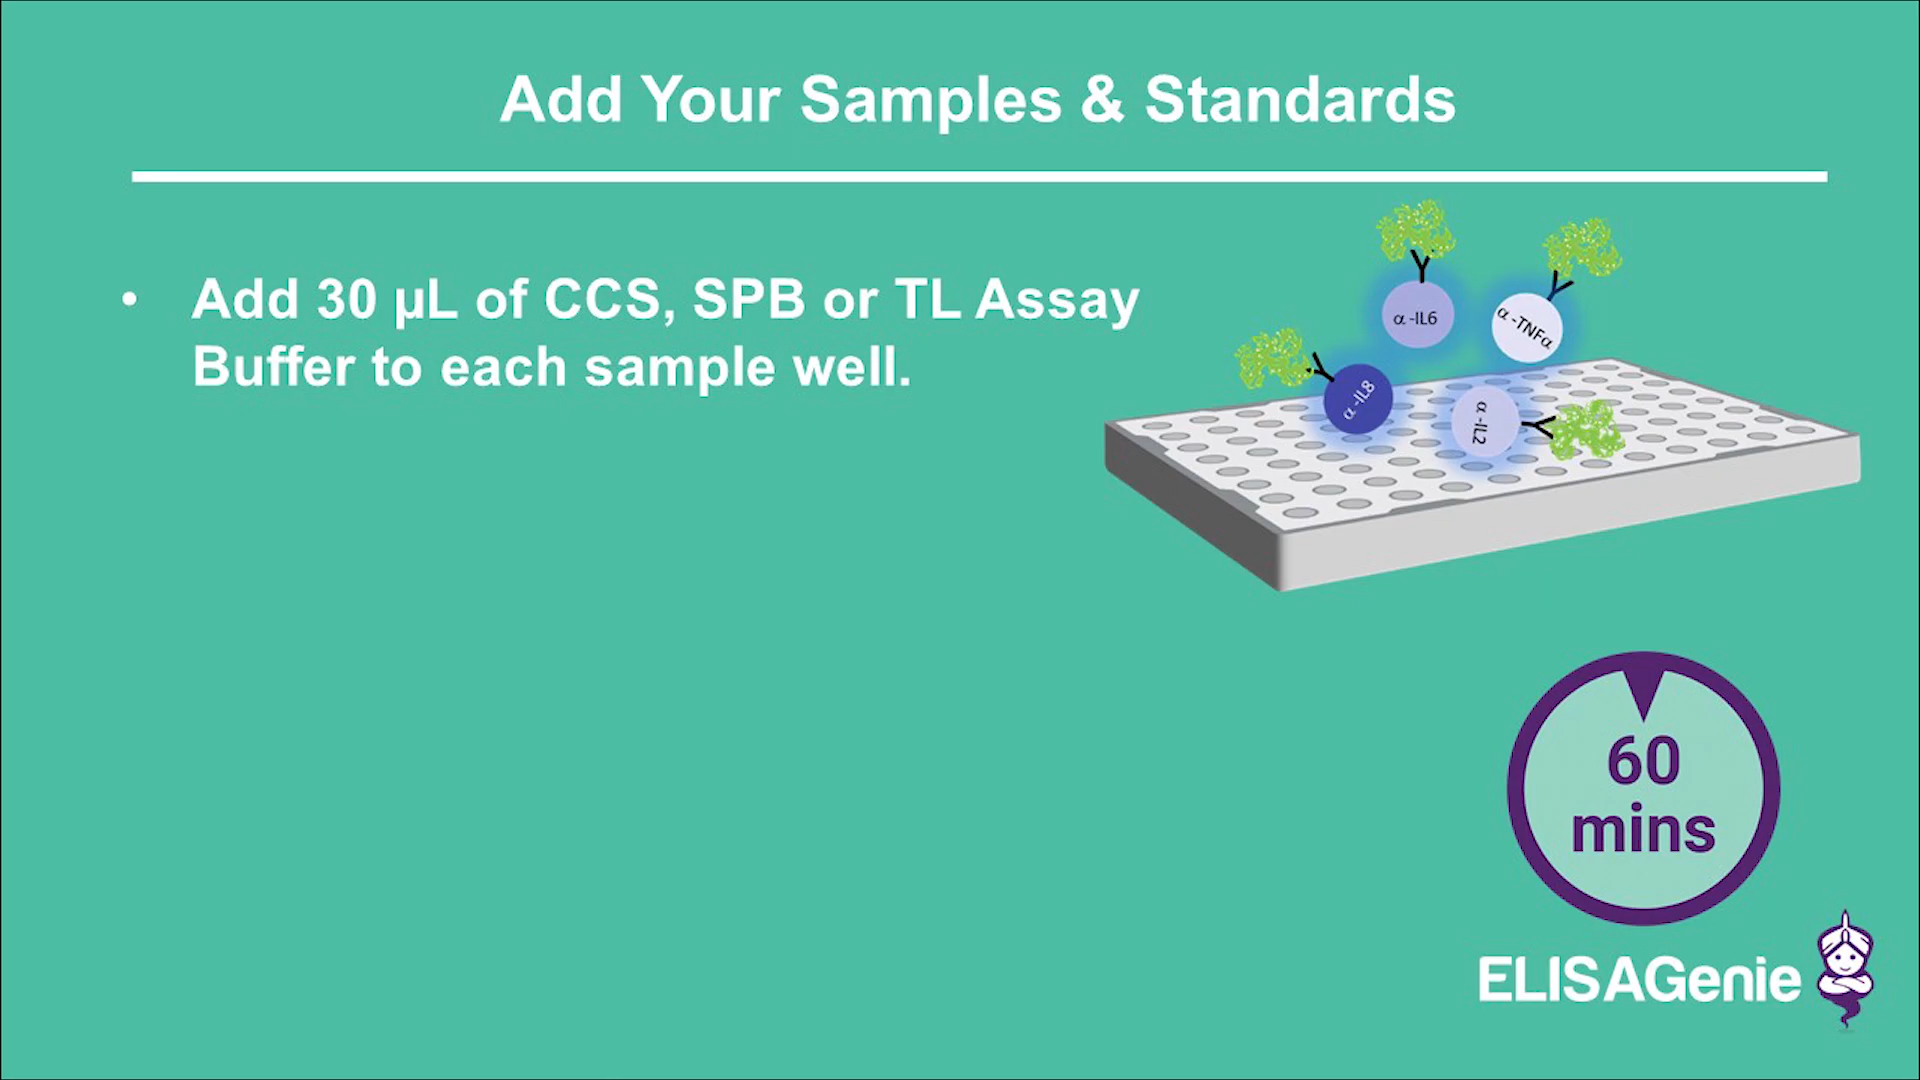 Add Your Samples & Standards
• Add 30 µL of CCS, SPB or TL Assay
Buffer to each sample well.
α-IL6
α-TNFα
α-IL8
α-IL2
60
mins
ELISAGenie